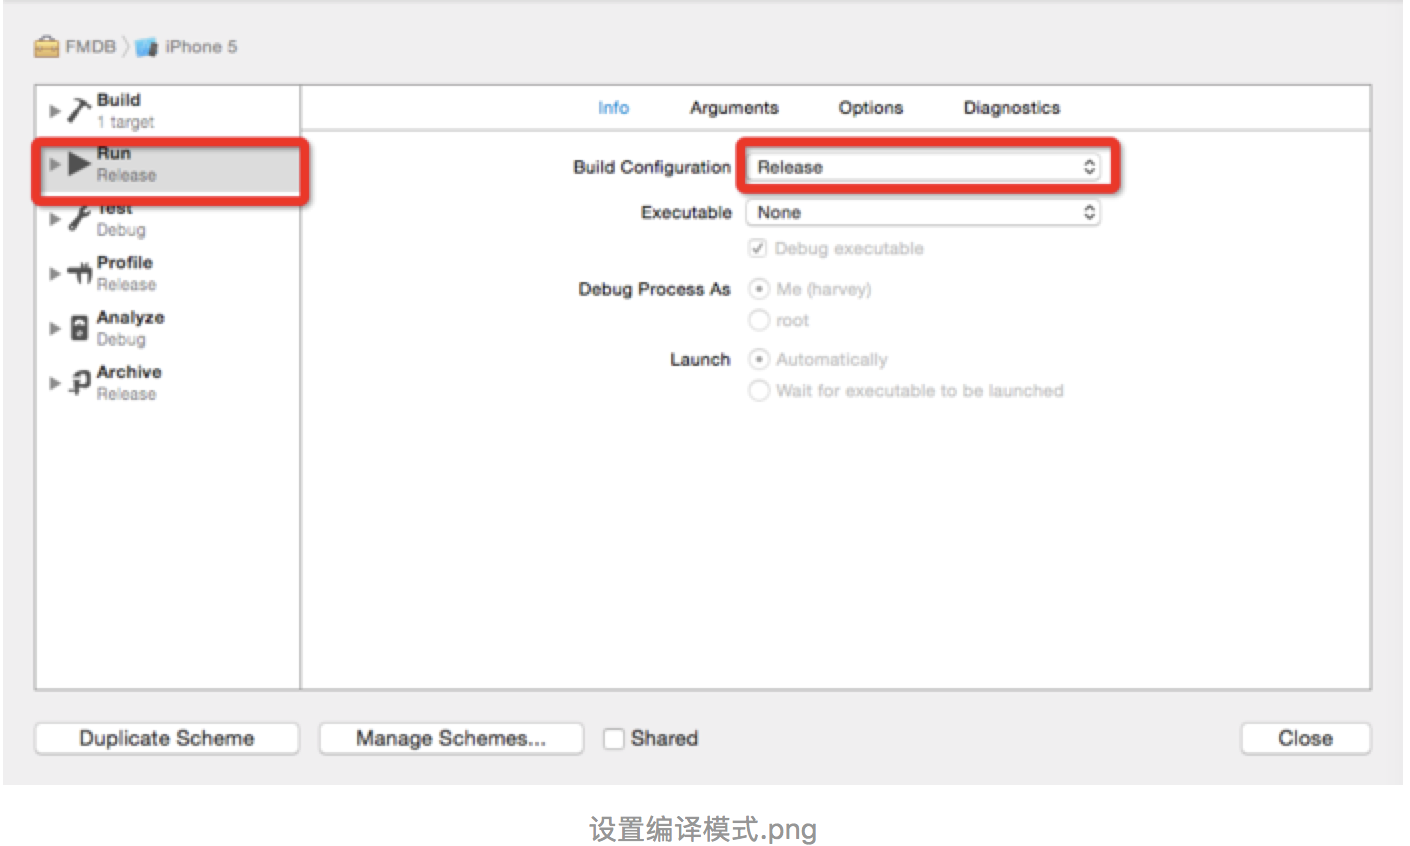 FMDB iPhone 5
Build
1 target
Run
Release
Test
Debug
Profile
Release
Analyze
Debug
Archive
Release
Info Arguments Options Diagnostics
Build Configuration Release
Executable None
Debug executable
Debug Process As Me (harvey)
root
Launch Automatically
Wait for executable to be launched
Duplicate Scheme Manage Schemes... Shared Close
设置编译模式.png